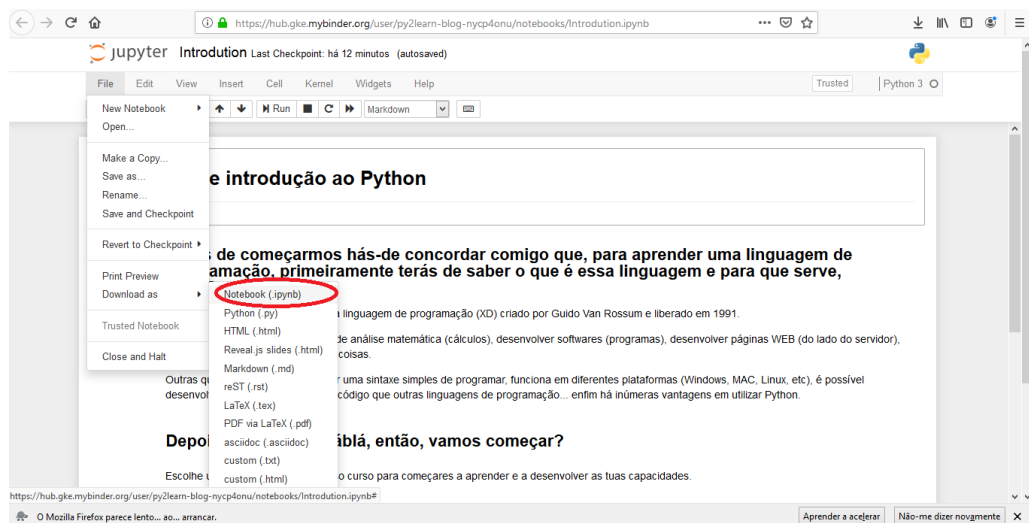 https://hub.gke.mybinder.org/user/py2learn-blog-nycp4onu/notebooks/Introdution.ipynb
jupyter Introdution Last Checkpoint: há 12 minutos (autosaved)
File Edit View Insert Cell Kernel Widgets Help Trusted Python 3
New Notebook Run Markdown
Open...
Make a Copy...
Save as...
e introdução ao Python
Rename...
Save and Checkpoint
Revert to Checkpoint
de começarmos hás-de concordar comigo que, para aprender uma linguagem de
amação, primeiramente terás de saber o que é essa linguagem e para que serve,
Print Preview
Download as Notebook (.ipynb)
Python (.py) linguagem de programação (XD) criado por Guido Van Rossum e liberado em 1991.
Trusted Notebook
HTML (.html)
de análise matemática (cálculos), desenvolver softwares (programas), desenvolver páginas WEB (do lado do servidor),
Reveal.js slides (.html) coisas.
Close and Halt
Markdown (.md)
Outras qu r uma sintaxe simples de programar, funciona em diferentes plataformas (Windows, MAC, Linux, etc), é possível
reST (.rst)
desenvol código que outras linguagens de programação... enfim há inúmeras vantagens em utilizar Python.
LaTeX (.tex)
PDF via LaTeX (.pdf)
Depoi áblá, então, vamos começar?
asciidoc (.asciidoc)
custom (.txt)
Escolhe o curso para começares a aprender e a desenvolver as tuas capacidades.
custom (.html)
https://hub.gke.mybinder.org/user/py2learn-blog-nycp4onu/notebooks/Introdution.ipynb#
O Mozilla Firefox parece lento... ao... arrancar. Aprender a acelerar Não-me dizer novamente X